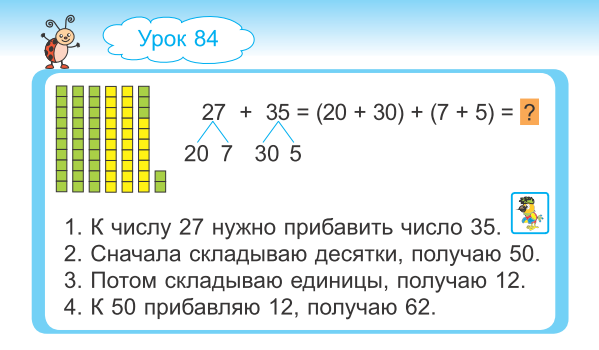 Урок 84
27 + 35 = (20 + 30) + (7 + 5) = ?
20 7 30 5
1. К числу 27 нужно прибавить число 35.
2. Сначала складываю десятки, получаю 50.
3. Потом складываю единицы, получаю 12.
4. К 50 прибавляю 12, получаю 62.